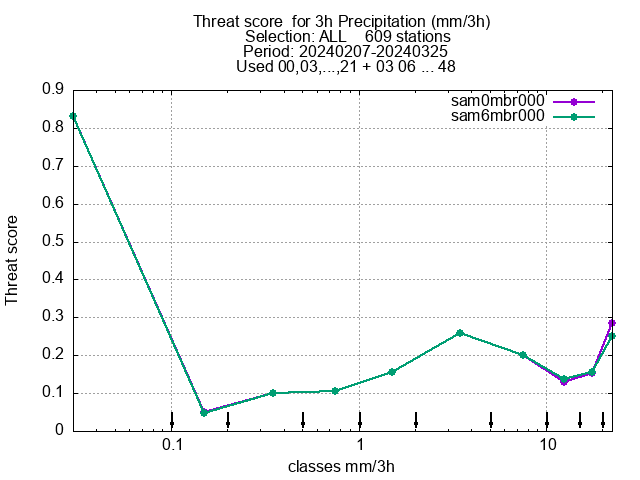 Threat score  for 3h Precipitation (mm/3h)
Selection: ALL    609 stations
Period: 20240207-20240325
Used 00,03,...,21 + 03 06 ... 48
sam0mbr000
sam6mbr000
0.9
0.8
0.7
0.6
0.5
0.4
0.3
0.2
0.1
0
Threat score
0.1 1 10
classes mm/3h